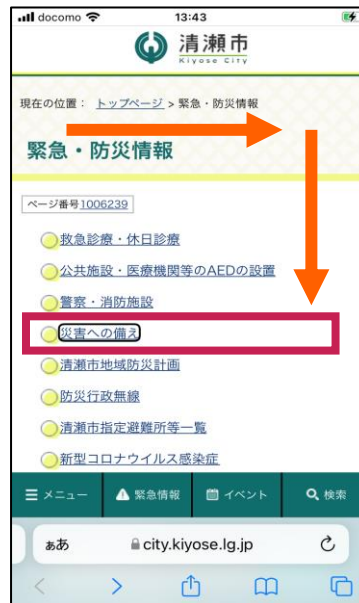 docomo 13:43
清瀬市
Kiyose City
現在の位置： トップページ > 緊急・防災情報
緊急・防災情報
ページ番号1006239
救急診療・休日診療
公共施設・医療機関等のAEDの設置
警察・消防施設
災害への備え
清瀬市地域防災計画
防災行政無線
清瀬市指定避難所等一覧
新型コロナウイルス感染症
メニュー 緊急情報 イベント 検索
ぁあ city.kiyose.lg.jp